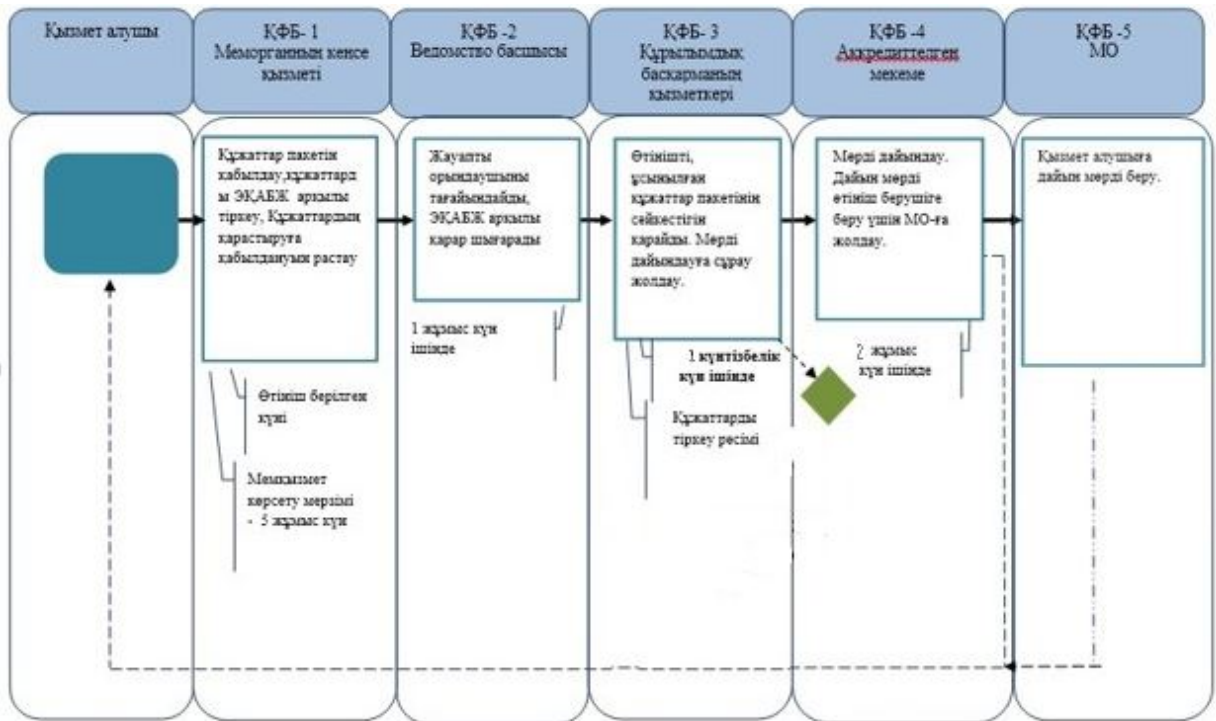 Қызмет алушы
ҚФБ- 1
Меморганның кеңсе
қызметі
ҚФБ -2
Ведомство басшысы
ҚФБ- 3
Құрылымдық
басқарманың
қызметкері
ҚФБ -4
Аккредиттелген
мекеме
ҚФБ -5
МО
Құжаттар пакетін
қабылдау,құжаттард
ы ЭҚАБЖ арқылы
тіркеу, Құжаттардың
қарастыруға
қабылдануын растау
Жауапты
орындаушыны
тағайындайды,
ЭҚАБЖ арқылы
қарар шығарады
Өтінішті,
ұсынылған
құжаттар пакетінің
сәйкестігін
қарайды. Мөрді
дайындауға сұрау
жолдау.
Мөрді дайындау.
Дайын мөрді
өтініш берушіге
беру үшін МО-ға
жолдау.
Қызмет алушыға
дайын мөрді беру.
1 жұмыс күн
ішінде
1 күнтізбелік
күн ішінде
2 жұмыс
күн ішінде
Өтініш берілген
күні
Құжаттарды
тіркеу рәсімі
Мемқызмет
көрсету мерзімі
- 5 жұмыс күн